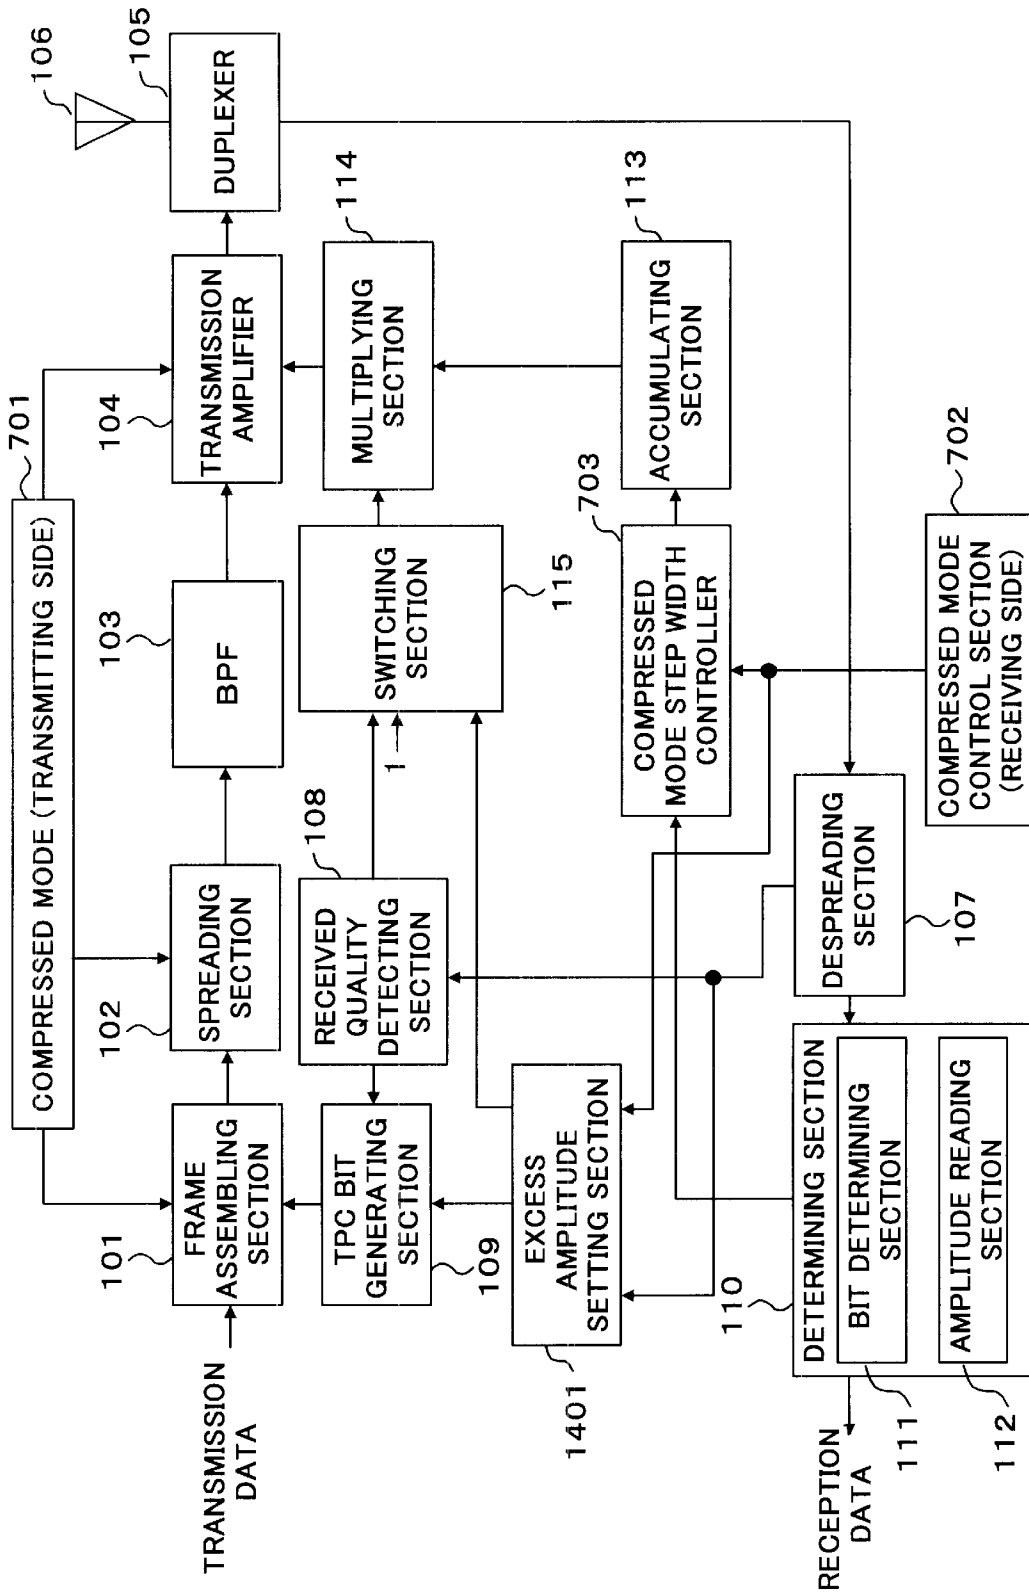 COMPRESSED MODE (TRANSMITTING SIDE)
701
TRANSMISSION
DATA
101
FRAME
ASSEMBLING
SECTION
102
SPREADING
SECTION
103
BPF
104
TRANSMISSION
AMPLIFIER
105
DUPLEXER
106
109
TPC BIT
GENERATING
SECTION
108
RECEIVED
QUALITY
DETECTING
SECTION
1
SWITCHING
SECTION
115
MULTIPLYING
SECTION
114
1401
EXCESS
AMPLITUDE
SETTING SECTION
703
COMPRESSED
MODE STEP WIDTH
CONTROLLER
ACCUMULATING
SECTION
113
RECEPTION
DATA
110
DETERMINING SECTION
BIT DETERMINING
SECTION
111
AMPLITUDE READING
SECTION
112
DESPREADING
SECTION
107
COMPRESSED MODE
CONTROL SECTION
(RECEIVING SIDE)
702